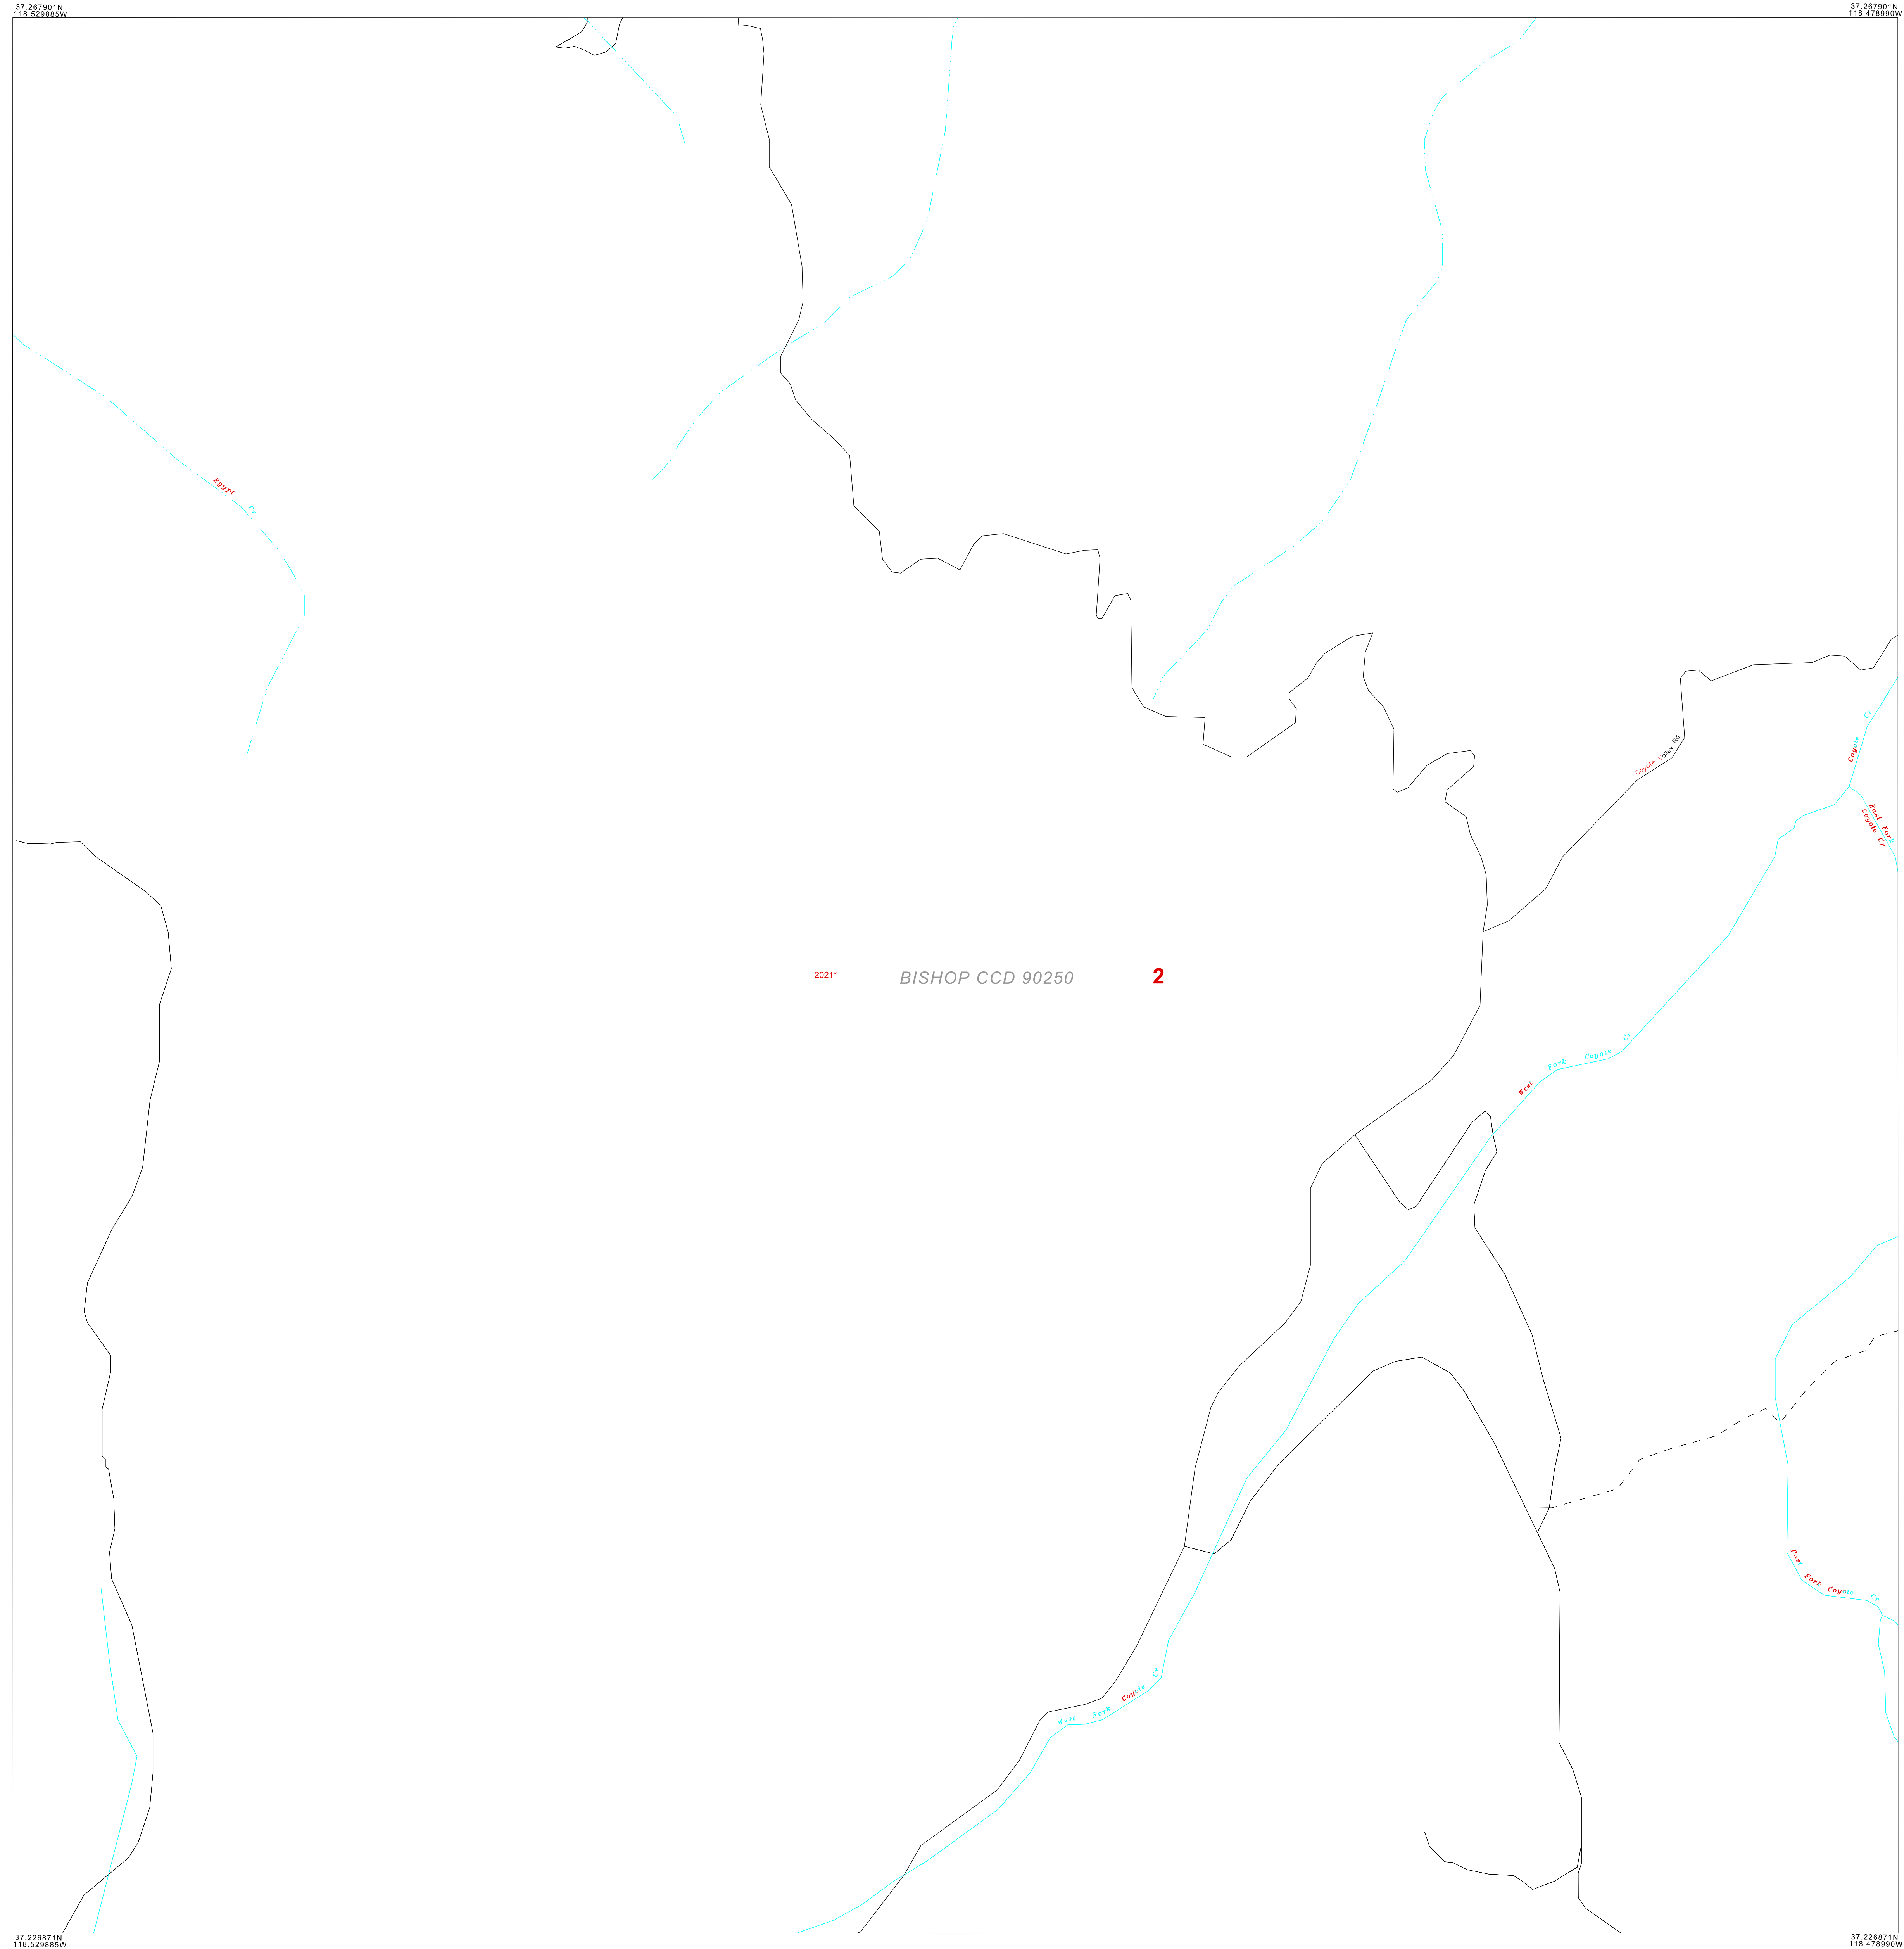 37.267901N
118.529885W
37.267901N
118.478990W
Egypt Cr
Coyote Cr
Coyote Valley Rd
East Fork
Coyote Cr
2021*
BISHOP CCD 90250
2
West Fork Coyote Cr
East Fork Coyote Cr
West Fork Coyote Cr
37.226871N
118.529885W
37.226871N
118.478990W